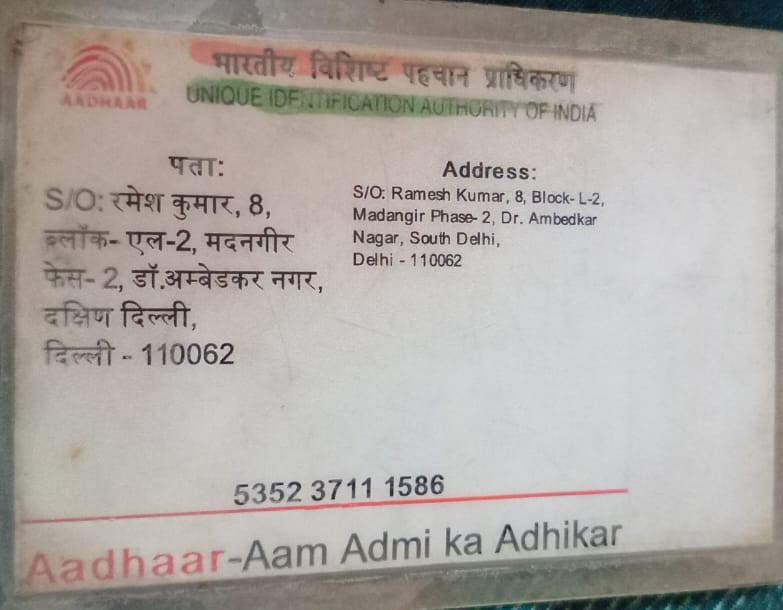 AADHAAR
भारतीय विशिष्ट पहचान प्राधिकरण
UNIQUE IDENTIFICATION AUTHORITY OF INDIA
पता:
S/O: रमेश कुमार, 8,
ब्लॉक- एल-2, मदनगीर
फेस- 2, डॉ.अम्बेडकर नगर,
दक्षिण दिल्ली,
दिल्ली - 110062
Address:
S/O: Ramesh Kumar, 8, Block- L-2,
Madangir Phase- 2, Dr. Ambedkar
Nagar, South Delhi,
Delhi - 110062
5352 3711 1586
Aadhaar-Aam Admi ka Adhikar